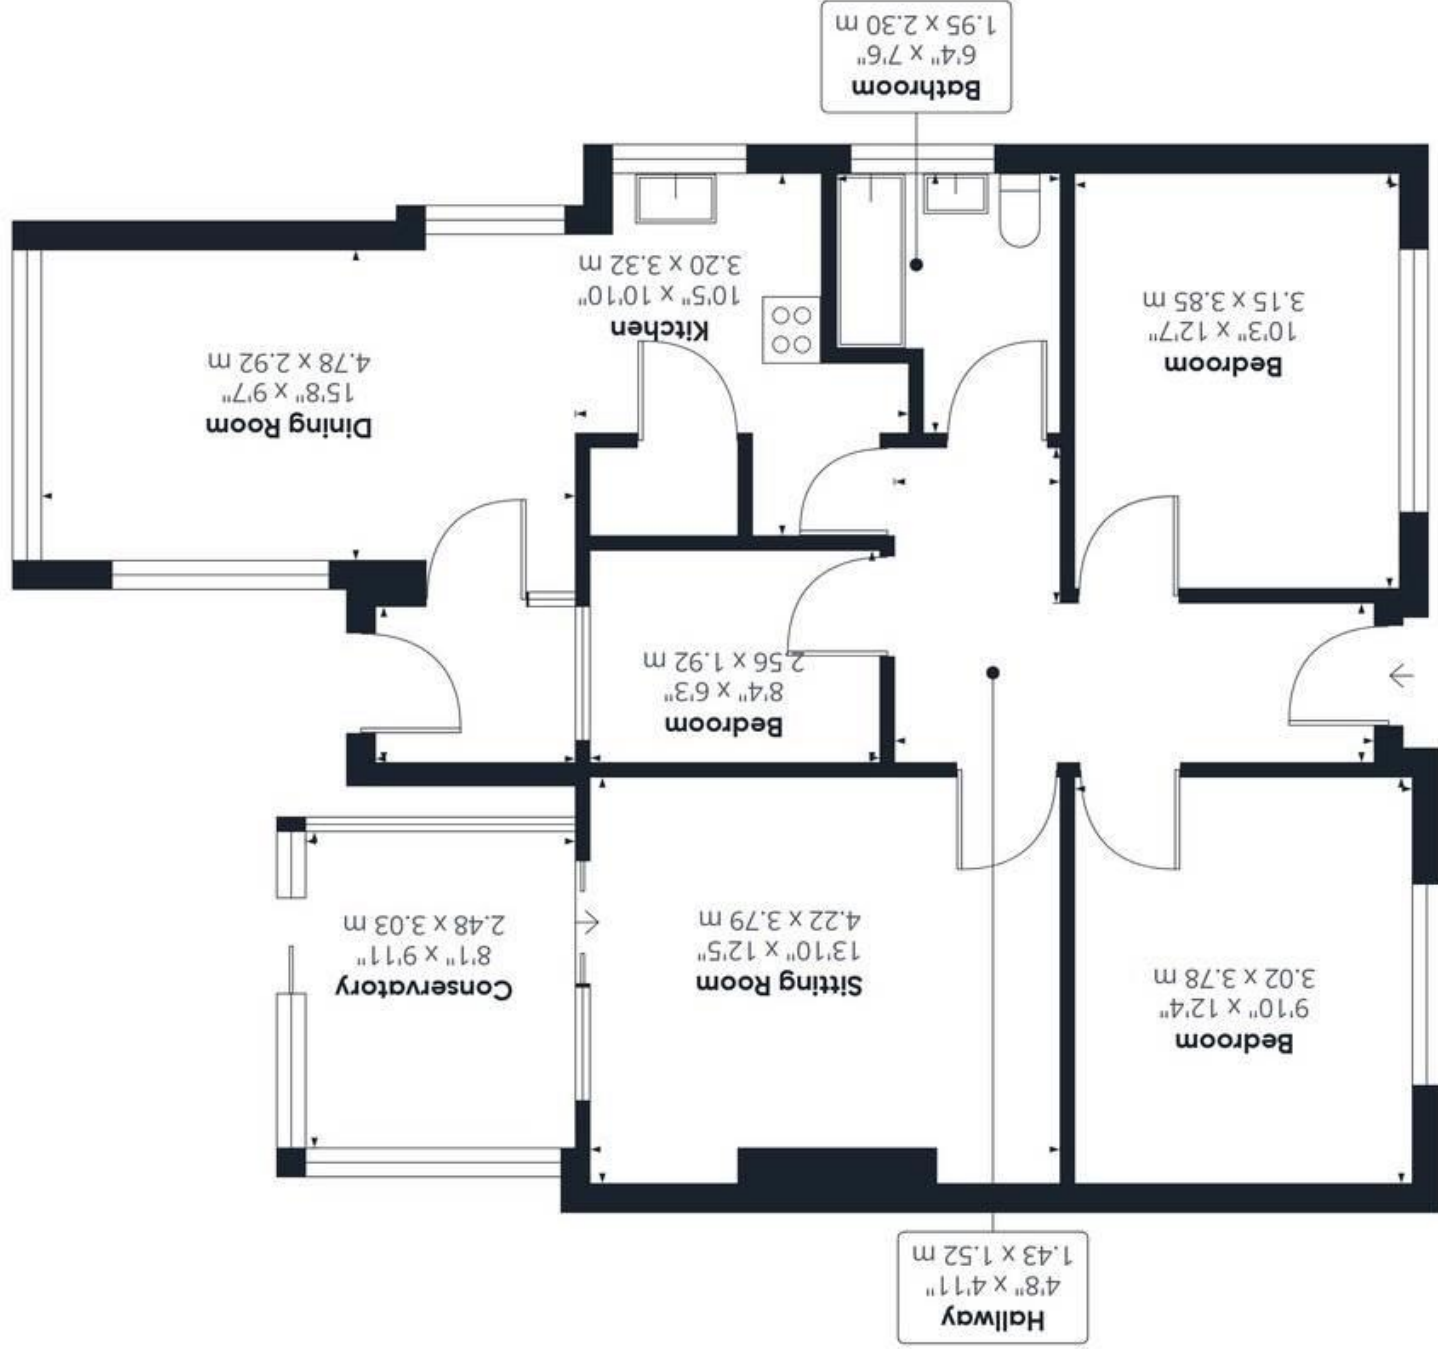 Hallway
4'8" x 4'11"
1.43 x 1.52 m
Bedroom
9'10" x 12'4"
3.02 x 3.78 m
Sitting Room
13'10" x 12'5"
4.22 x 3.79 m
Conservatory
8'1" x 9'11"
2.48 x 3.03 m
Bedroom
8'4" x 6'3"
2.56 x 1.92 m
Bedroom
10'3" x 12'7"
3.15 x 3.85 m
Kitchen
10'5" x 10'10"
3.20 x 3.32 m
Dining Room
15'8" x 9'7"
4.78 x 2.92 m
Bathroom
6'4" x 7'6"
1.95 x 2.30 m